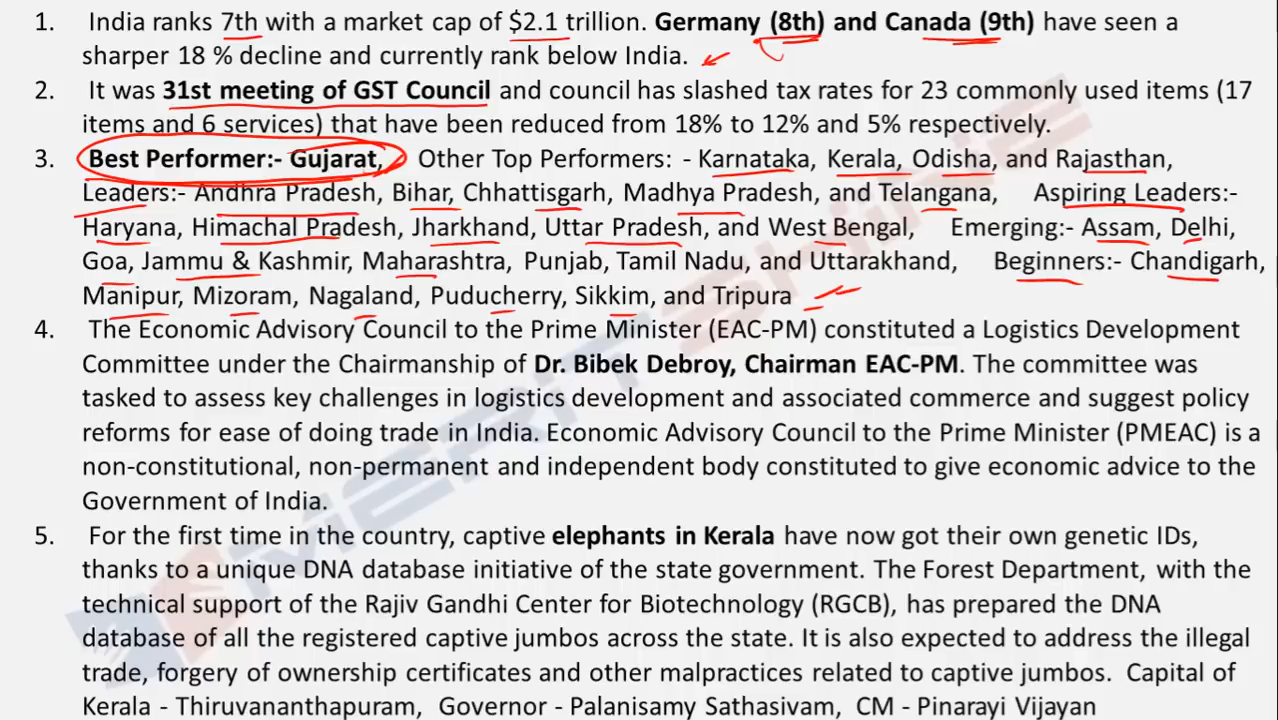 1. India ranks 7th with a market cap of $2.1 trillion. Germany (8th) and Canada (9th) have seen a
sharper 18 % decline and currently rank below India.
2. It was 31st meeting of GST Council and council has slashed tax rates for 23 commonly used items (17
items and 6 services) that have been reduced from 18% to 12% and 5% respectively.
3. Best Performer:- Gujarat, Other Top Performers: - Karnataka, Kerala, Odisha, and Rajasthan,
Leaders:- Andhra Pradesh, Bihar, Chhattisgarh, Madhya Pradesh, and Telangana, Aspiring Leaders:-
Haryana, Himachal Pradesh, Jharkhand, Uttar Pradesh, and West Bengal, Emerging:- Assam, Delhi,
Goa, Jammu & Kashmir, Maharashtra, Punjab, Tamil Nadu, and Uttarakhand, Beginners:- Chandigarh,
Manipur, Mizoram, Nagaland, Puducherry, Sikkim, and Tripura
4. The Economic Advisory Council to the Prime Minister (EAC-PM) constituted a Logistics Development
Committee under the Chairmanship of Dr. Bibek Debroy, Chairman EAC-PM. The committee was
tasked to assess key challenges in logistics development and associated commerce and suggest policy
reforms for ease of doing trade in India. Economic Advisory Council to the Prime Minister (PMEAC) is a
non-constitutional, non-permanent and independent body constituted to give economic advice to the
Government of India.
5. For the first time in the country, captive elephants in Kerala have now got their own genetic IDs,
thanks to a unique DNA database initiative of the state government. The Forest Department, with the
technical support of the Rajiv Gandhi Center for Biotechnology (RGCB), has prepared the DNA
database of all the registered captive jumbos across the state. It is also expected to address the illegal
trade, forgery of ownership certificates and other malpractices related to captive jumbos. Capital of
Kerala - Thiruvananthapuram, Governor - Palanisamy Sathasivam, CM - Pinarayi Vijayan
MERIT SHINE